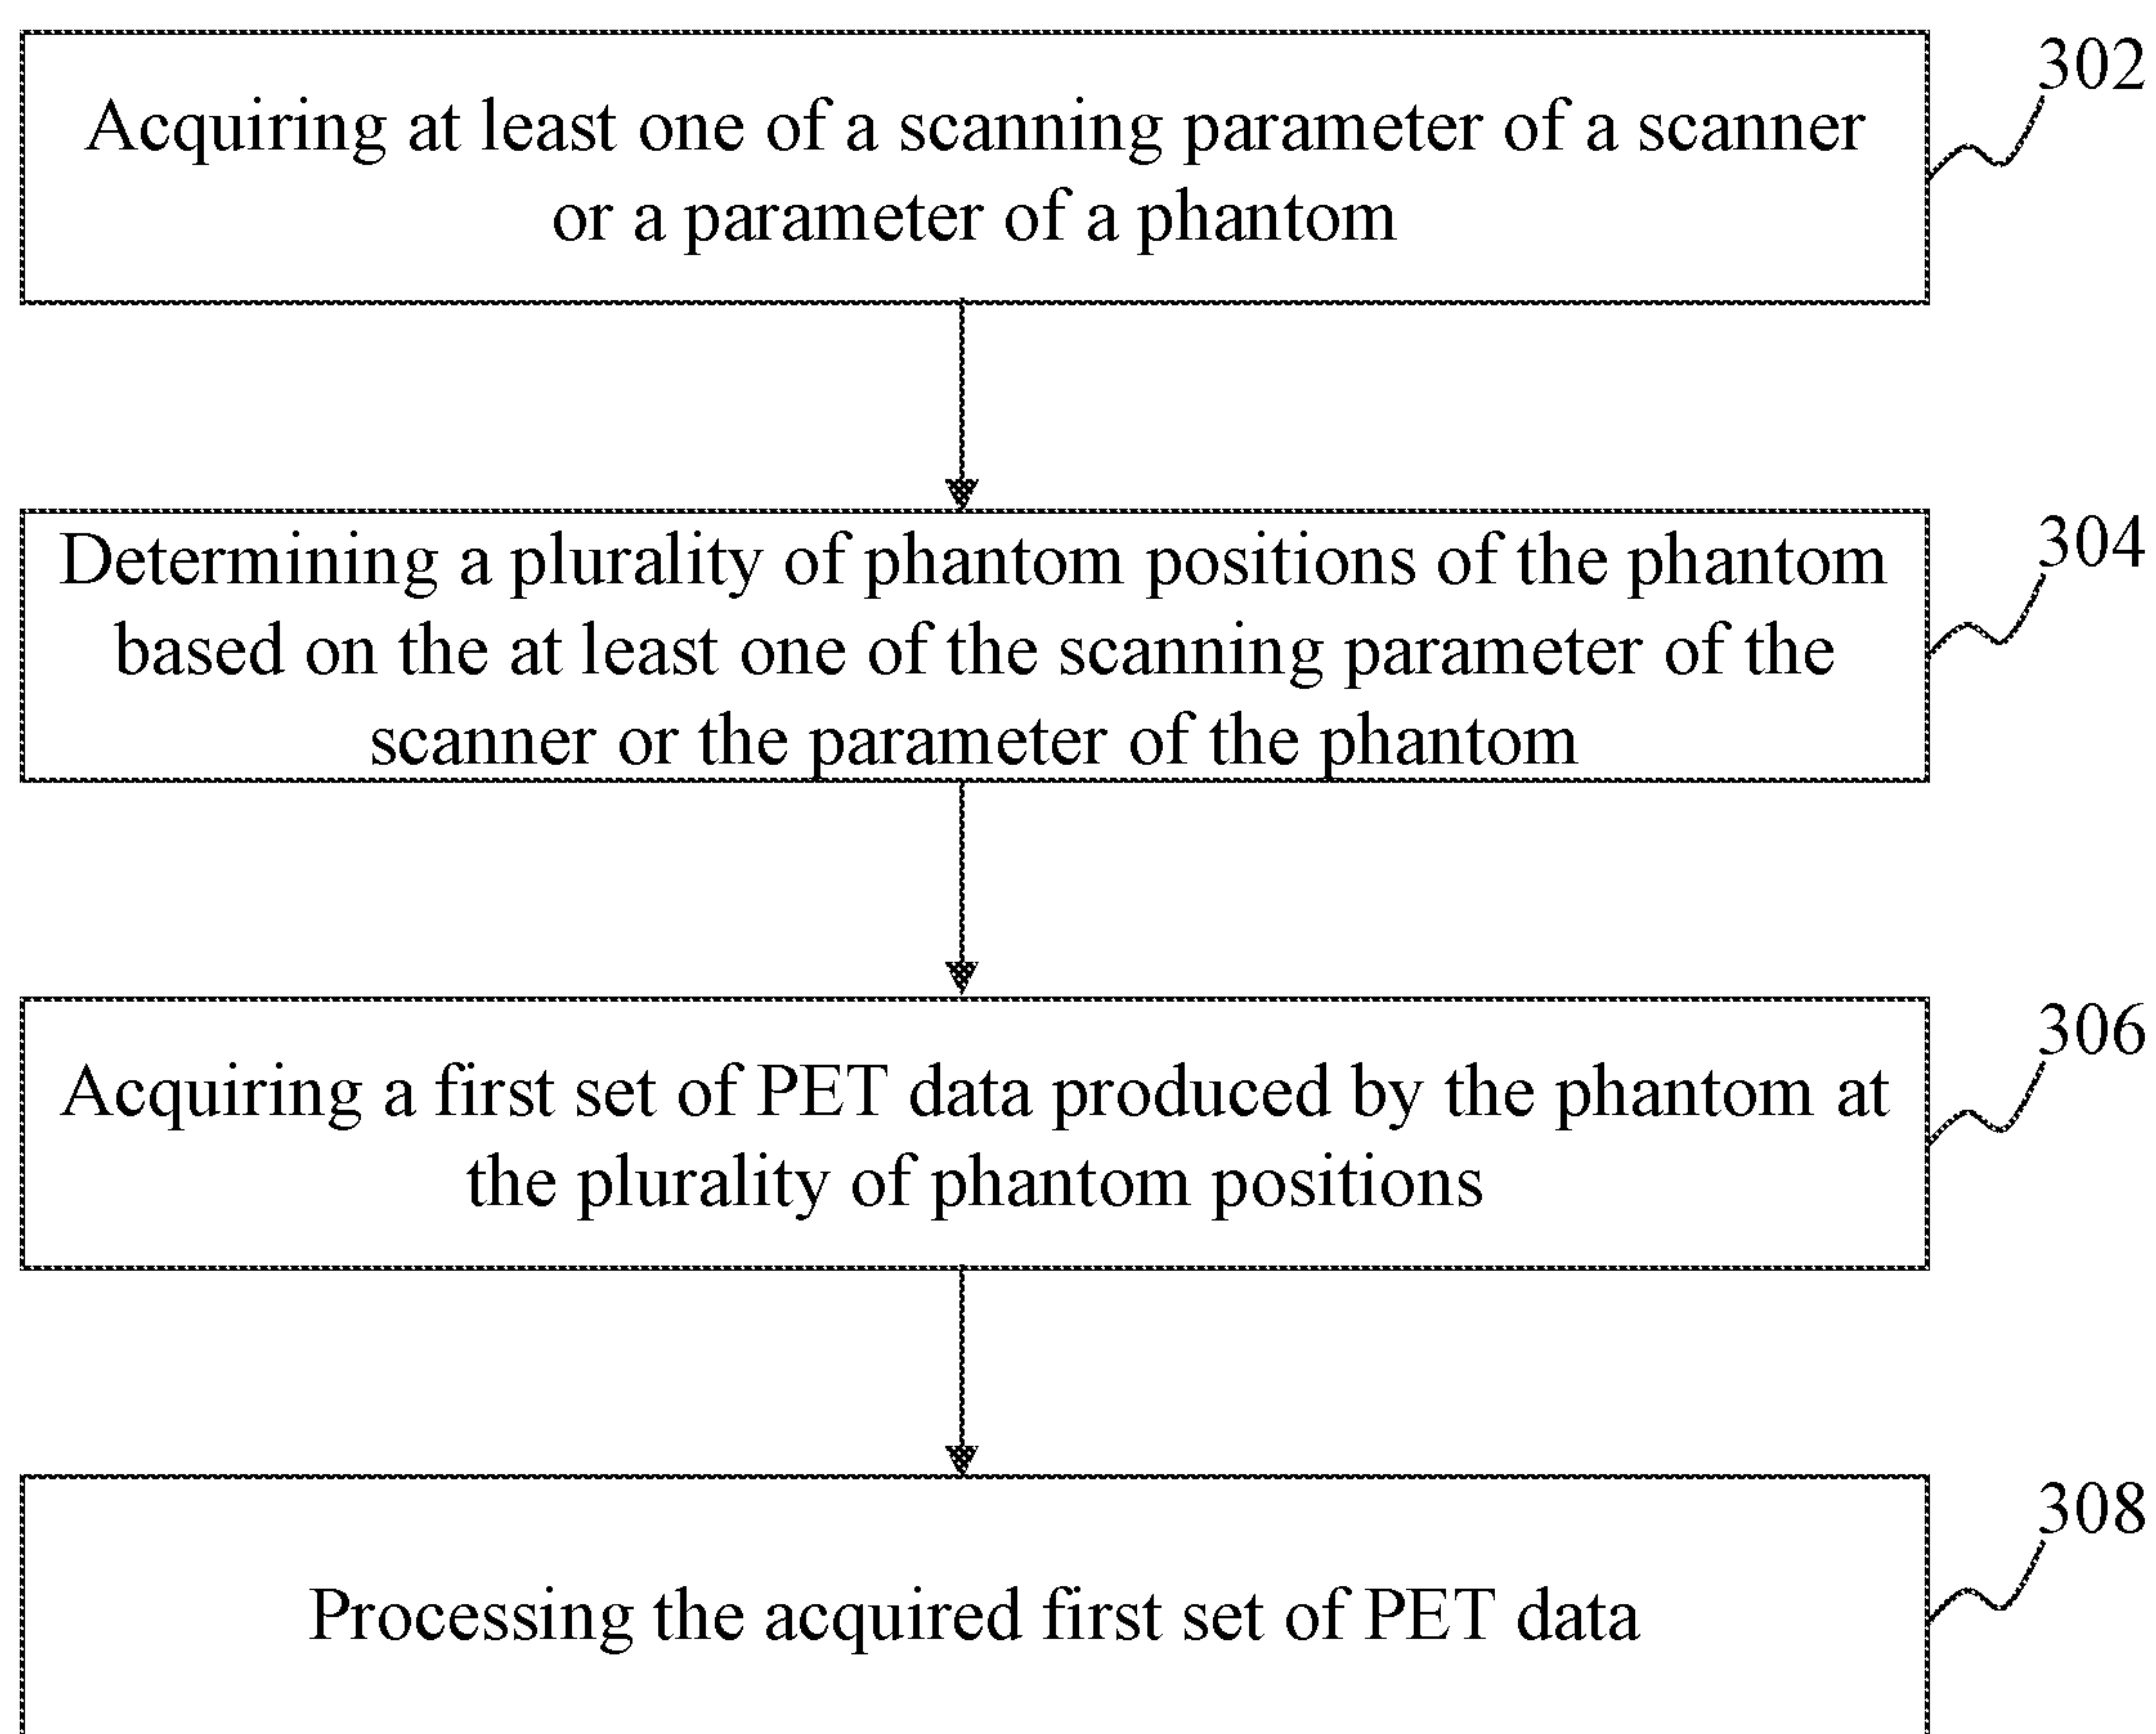 302
Acquiring at least one of a scanning parameter of a scanner
or a parameter of a phantom
304
Determining a plurality of phantom positions of the phantom
based on the at least one of the scanning parameter of the
scanner or the parameter of the phantom
306
Acquiring a first set of PET data produced by the phantom at
the plurality of phantom positions
308
Processing the acquired first set of PET data